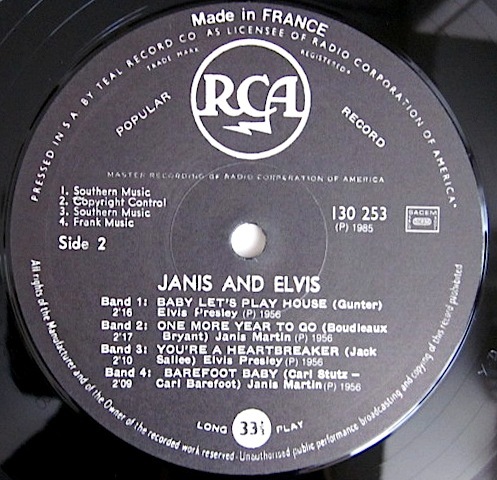 Made in FRANCE
PRESSED IN S.A. BY TEAL RECORD CO AS LICENSEE OF RADIO CORPORATION OF AMERICA"
TRADE MARK REGISTERED
RCA
POPULAR RECORD
MASTER RECORDING OF RADIO CORPORATION OF AMERICA
1. Southern Music
2. Copyright Control
3. Southern Music
4. Frank Music
Side 2
130 253
(P) 1985
SACEM
JANIS AND ELVIS
Band 1: BABY LET'S PLAY HOUSE (Gunter)
2'16 Elvis Presley (P) 1956
Band 2: ONE MORE YEAR TO GO (Boudleaux
2'17 Bryant) Janis Martin (P) 1956
Band 3: YOU'RE A HEARTBREAKER (Jack
2'10 Sallee) Elvis Presley (P) 1956
Band 4: BAREFOOT BABY (Carl Stutz –
2'09 Carl Barefoot) Janis Martin (P) 1956
LONG 33⅓ PLAY
All rights of the Manufacturer and of the Owner of the recorded work reserved - Unauthorised public performance broadcasting and copying of this record prohibited